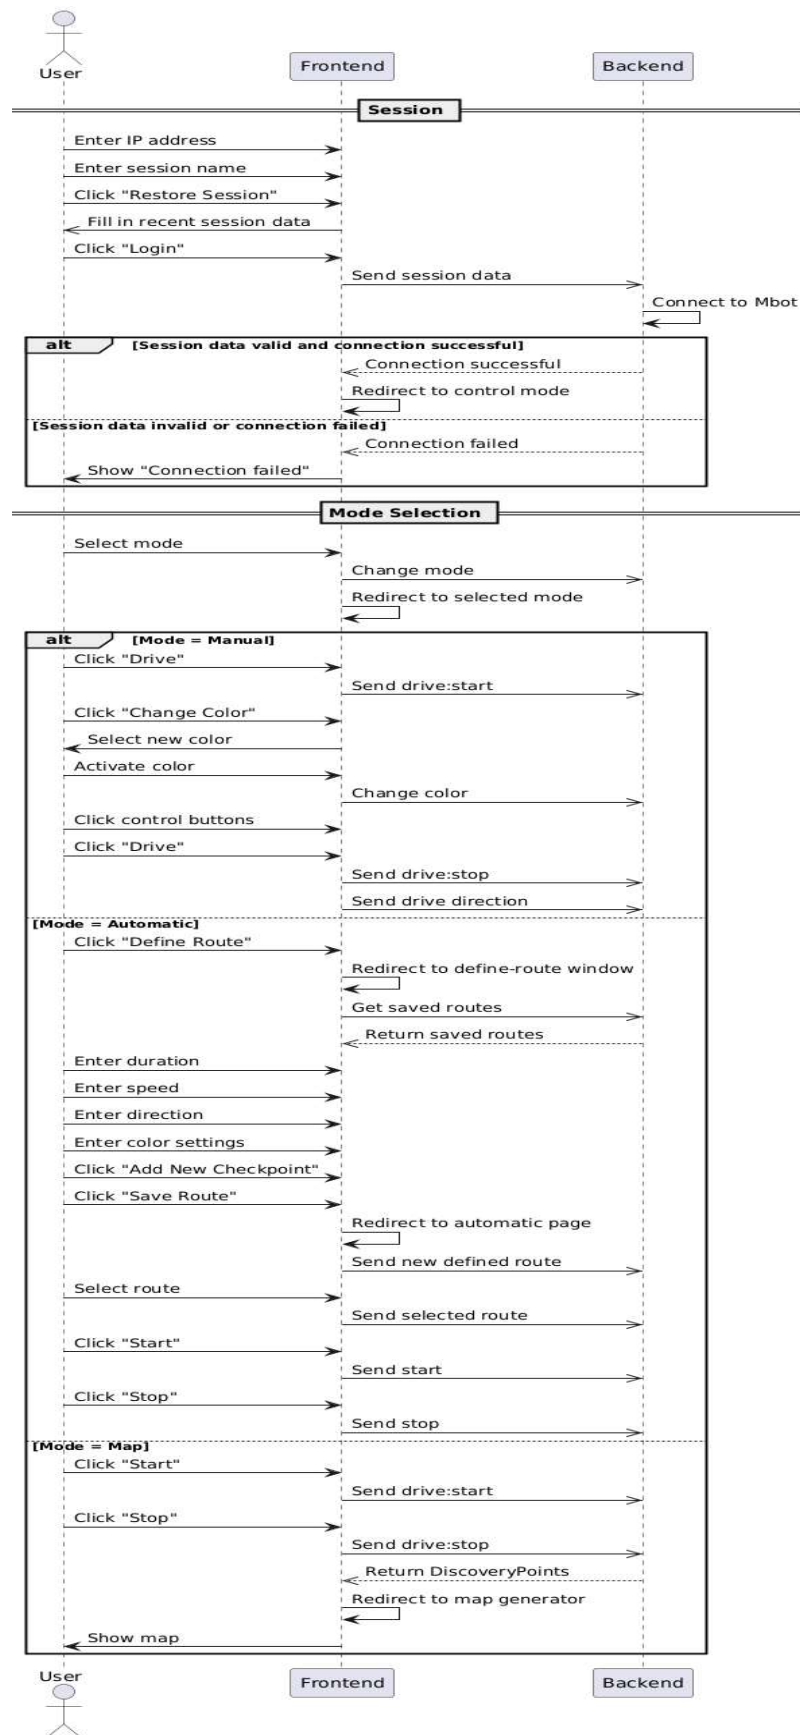 User
Frontend
Backend
Session
Enter IP address
Enter session name
Click "Restore Session"
Fill in recent session data
Click "Login"
Send session data
Connect to Mbot
alt [Session data valid and connection successful]
Connection successful
Redirect to control mode
[Session data invalid or connection failed]
Connection failed
Show "Connection failed"
Mode Selection
Select mode
Change mode
Redirect to selected mode
alt [Mode = Manual]
Click "Drive"
Send drive:start
Click "Change Color"
Select new color
Activate color
Change color
Click control buttons
Click "Drive"
Send drive:stop
Send drive direction
[Mode = Automatic]
Click "Define Route"
Redirect to define-route window
Get saved routes
Return saved routes
Enter duration
Enter speed
Enter direction
Enter color settings
Click "Add New Checkpoint"
Click "Save Route"
Redirect to automatic page
Send new defined route
Select route
Send selected route
Click "Start"
Send start
Click "Stop"
Send stop
[Mode = Map]
Click "Start"
Send drive:start
Click "Stop"
Send drive:stop
Return DiscoveryPoints
Redirect to map generator
Show map
User
Frontend
Backend